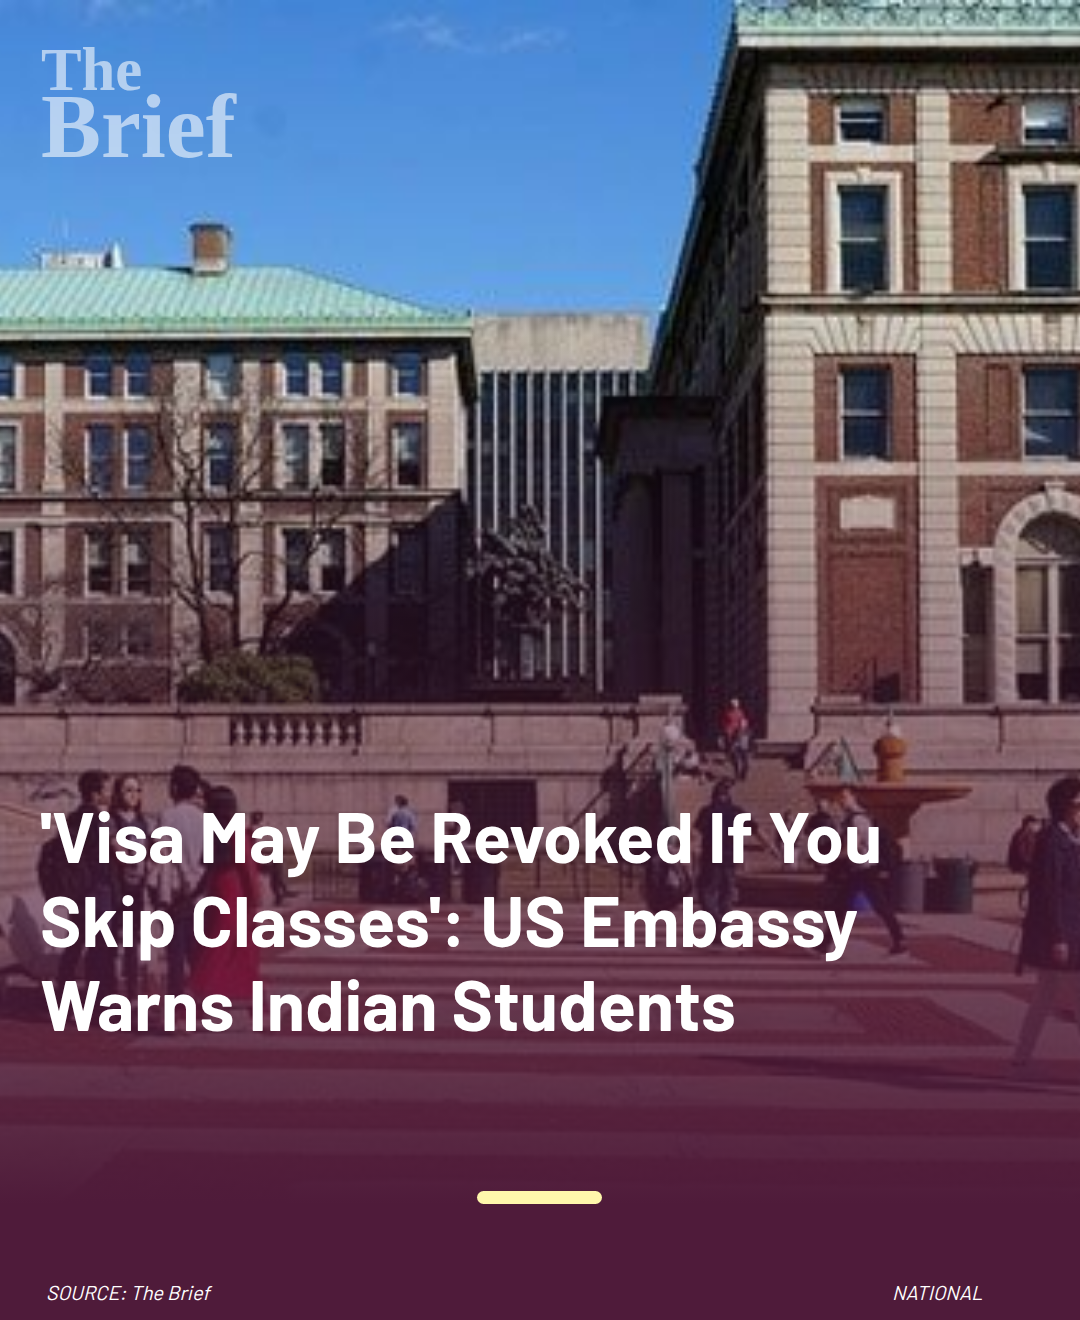 The
Brief
'Visa May Be Revoked If You
Skip Classes': US Embassy
Warns Indian Students
SOURCE: The Brief
NATIONAL